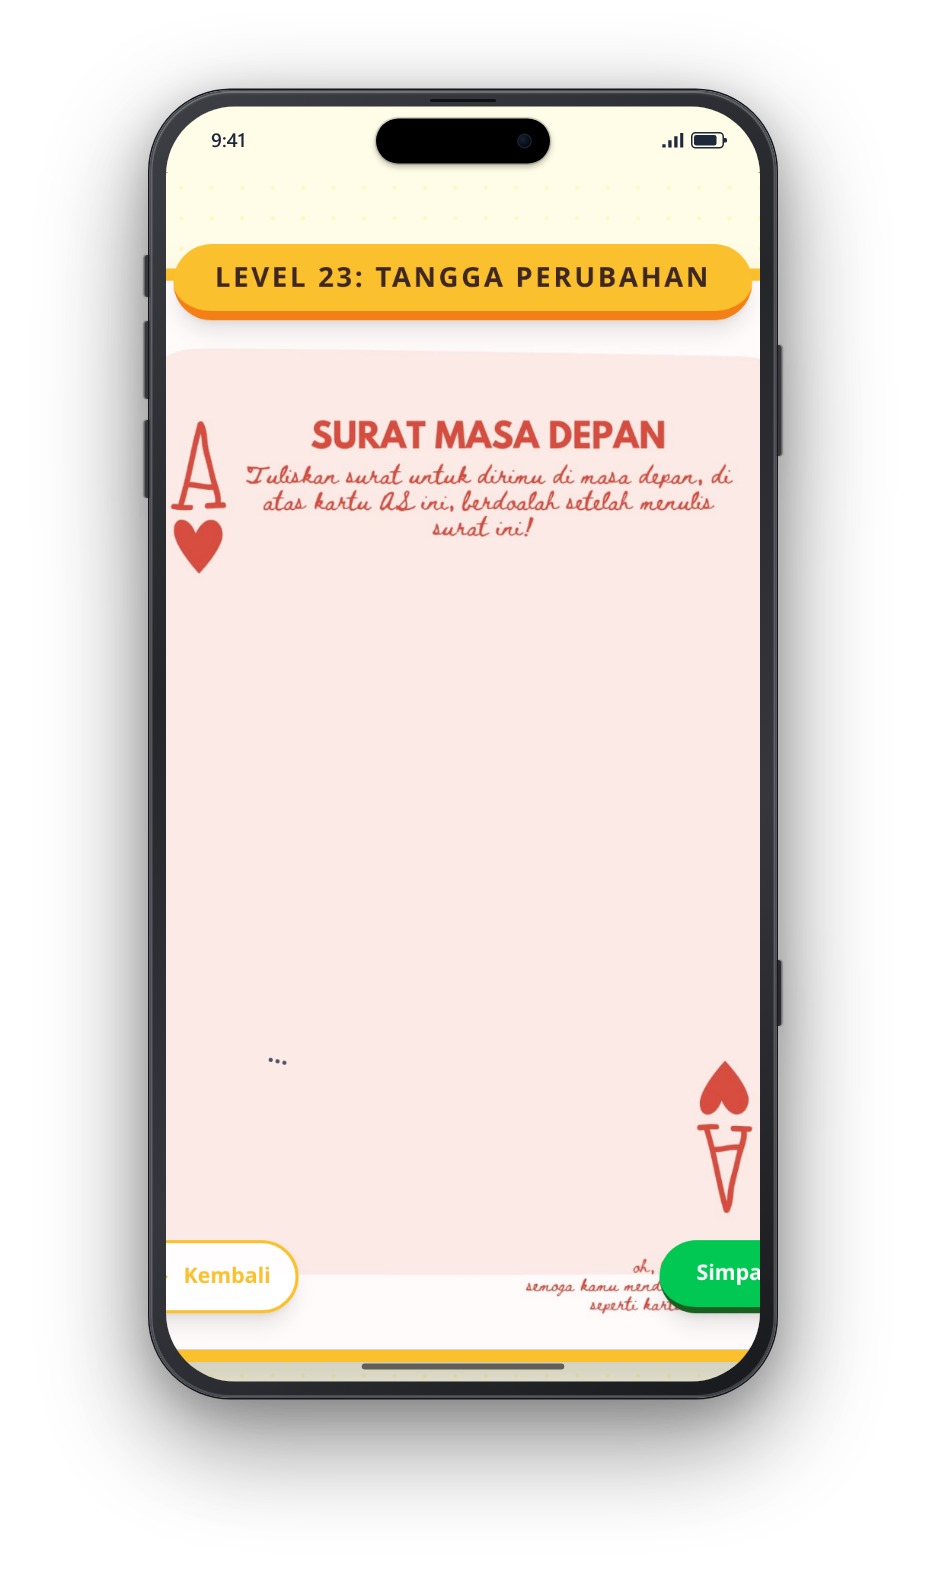 9:41
LEVEL 23: TANGGA PERUBAHAN
A
SURAT MASA DEPAN
Tuliskan surat untuk dirimu di masa depan, di
atas kartu AS ini, berdoalah setelah menulis
surat ini!
...
A
Kembali
oh,
semoga kamu
seperti